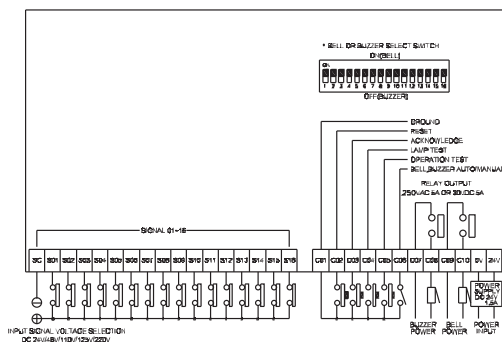 * BELL OR BUZZER SELECT SWITCH
ON(BELL)
ON
1 2 3 4 5 6 7 8 9 10 11 12 13 14 15 16
OFF(BUZZER)
GROUND
RESET
ACKNOWLEDGE
LAMP TEST
OPERATION TEST
BELL,BUZZER AUTO/MANUAL
RELAY OUTPUT
250VAC 5A OR 30VDC 5A
SIGNAL 01-16
SC S01 S02 S03 S04 S05 S06 S07 S08 S09 S10 S11 S12 S13 S14 S15 S16
C01 C02 C03 C04 C05 C06 C07 C08 C09 C10 0V 24V
POWER
SUPPLY
DC 24V
1.5A
INPUT SIGNAL VOLTAGE SELECTION
DC 24V/48V/110V/125V/220V
BUZZER
POWER
BELL
POWER
POWER
INPUT